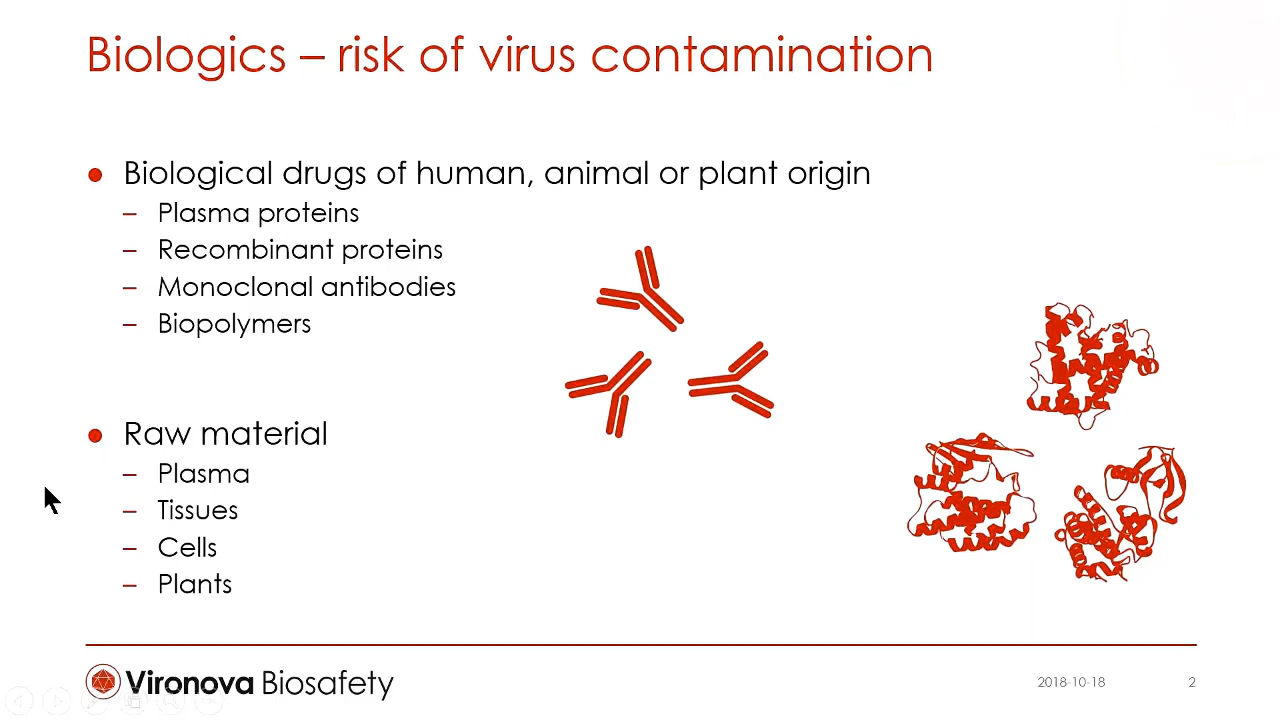 Biologics – risk of virus contamination
● Biological drugs of human, animal or plant origin
– Plasma proteins
– Recombinant proteins
– Monoclonal antibodies
– Biopolymers
● Raw material
– Plasma
– Tissues
– Cells
– Plants
Vironova Biosafety
2018-10-18
2